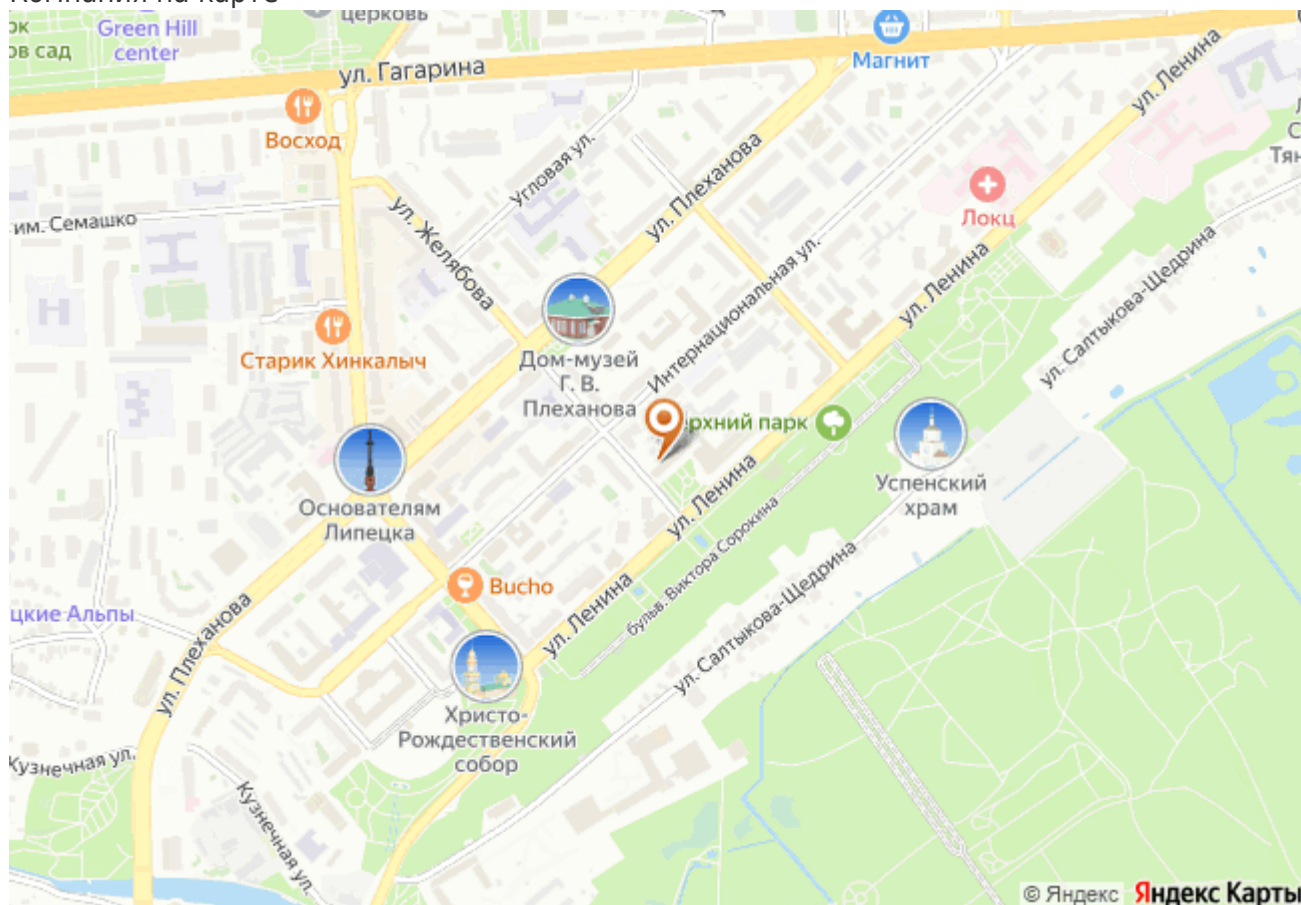 Компания на карте
церковь
Green Hill
center
ов сад
ул. Гагарина
Магнит
ул. Ленина
Восход
Угловая ул.
ул. Плеханова
Локц
им. Семашко
ул. Желябова
Интернациональная ул.
ул. Ленина
ул. Салтыкова-Щедрина
Старик Хинкалыч
Дом-музей
Г. В.
Плеханова
рхний парк
Успенский
храм
Основателям
Липецка
ул. Ленина
бульв. Виктора Сорокина
Bucho
цкие Альпы
ул. Плеханова
ул. Ленина
ул. Салтыкова-Щедрина
Христо-
Рождественский
собор
Кузнечная ул.
Кузнечная ул.
© Яндекс Яндекс Карты